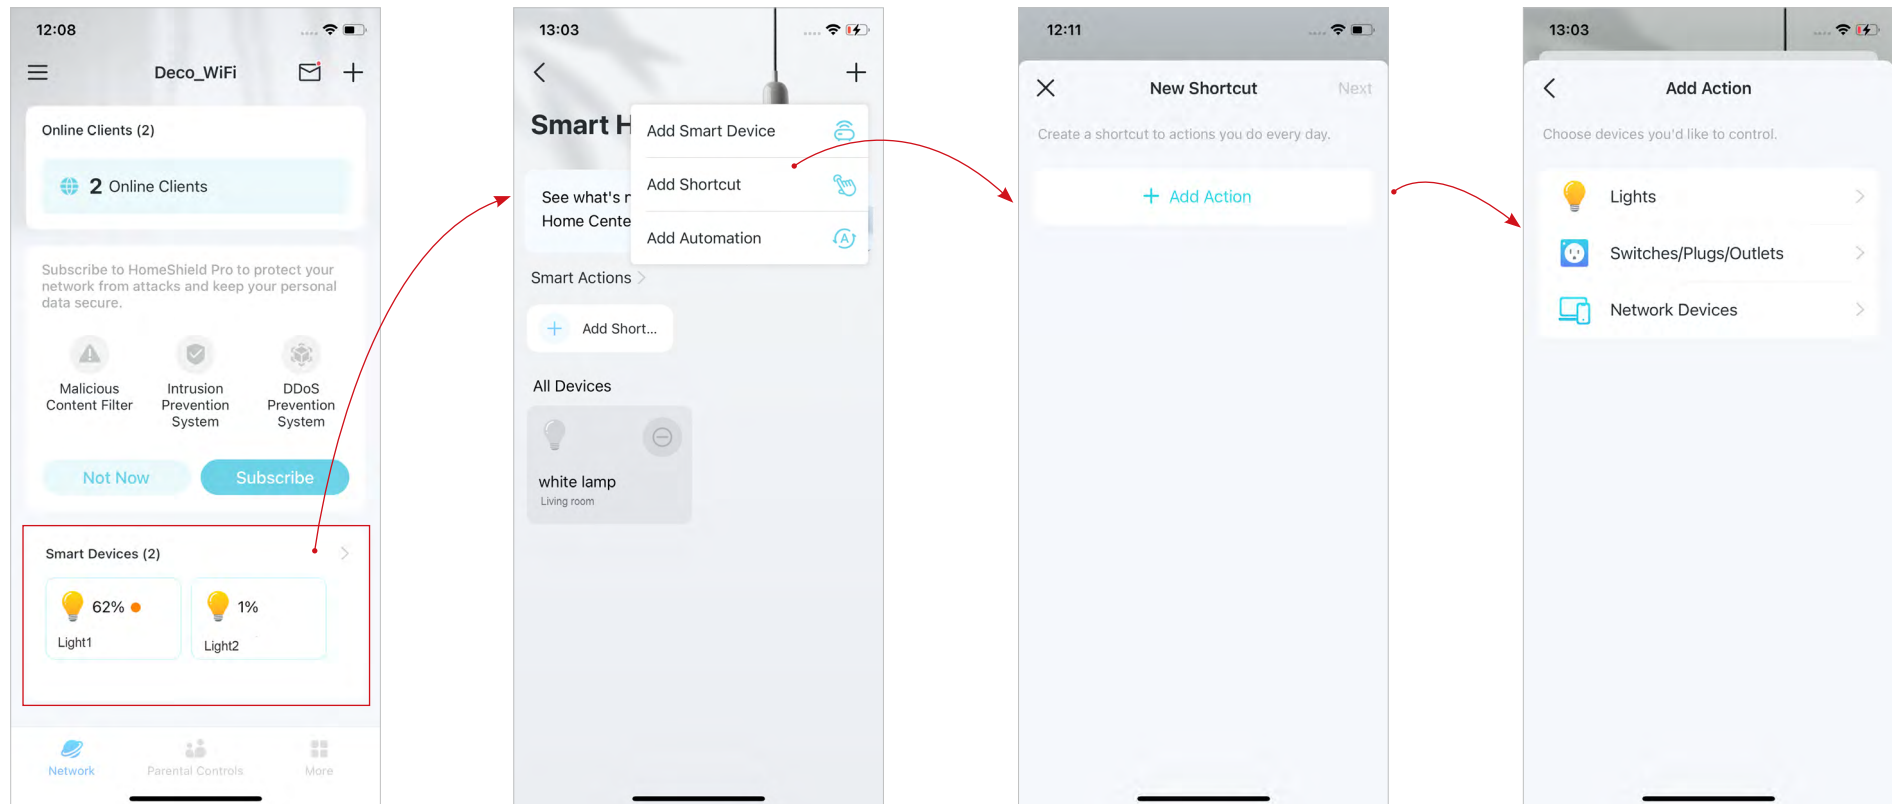 12:08
Deco_WiFi
Online Clients (2)
2 Online Clients
Subscribe to HomeShield Pro to protect your
network from attacks and keep your personal
data secure.
Malicious
Content Filter
Intrusion
Prevention
System
DDoS
Prevention
System
Not Now
Subscribe
Smart Devices (2)
62%
Light1
1%
Light2
Network
Parental Controls
More
13:03
Smart H
Add Smart Device
Add Shortcut
Add Automation
See what's n
Home Cente
Smart Actions
Add Short...
All Devices
white lamp
Living room
12:11
New Shortcut
Next
Create a shortcut to actions you do every day.
+ Add Action
13:03
Add Action
Choose devices you'd like to control.
Lights
Switches/Plugs/Outlets
Network Devices